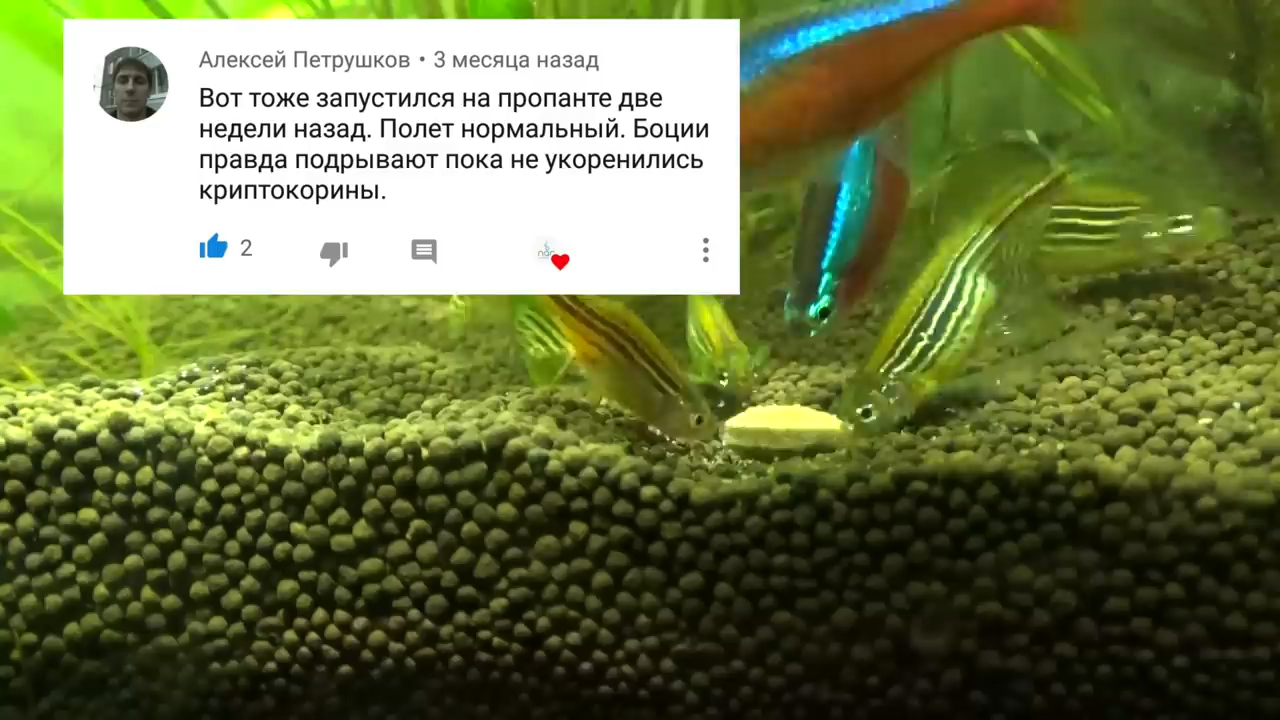 Алексей Петрушков • 3 месяца назад
Вот тоже запустился на пропанте две
недели назад. Полет нормальный. Боции
правда подрывают пока не укоренились
криптокорины.
2